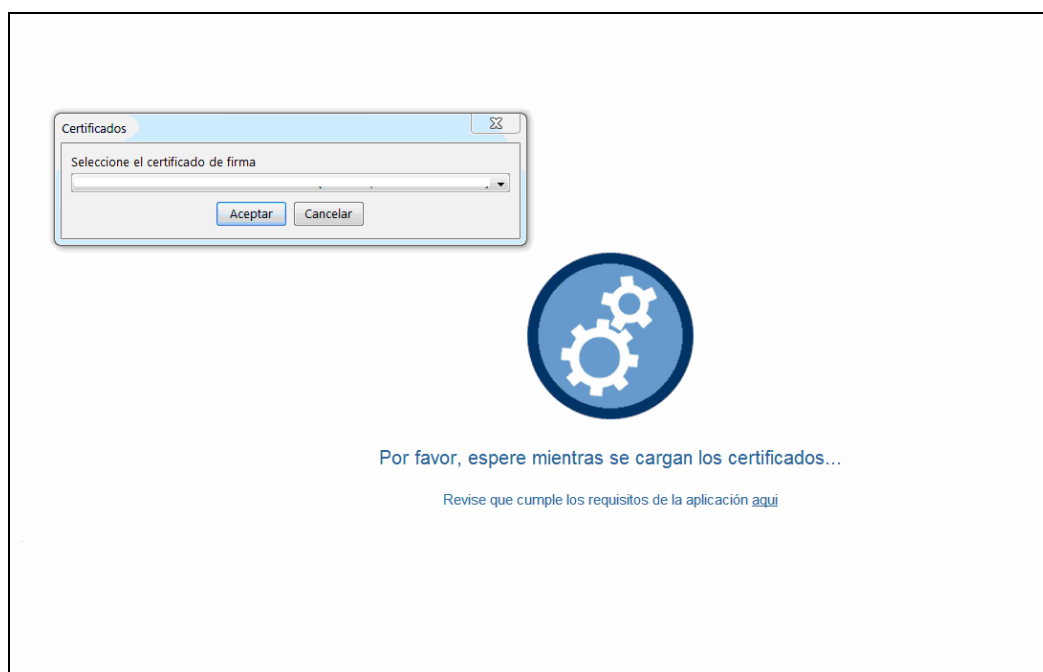 Certificados
Seleccione el certificado de firma
Aceptar Cancelar
Por favor, espere mientras se cargan los certificados...
Revise que cumple los requisitos de la aplicación aqui